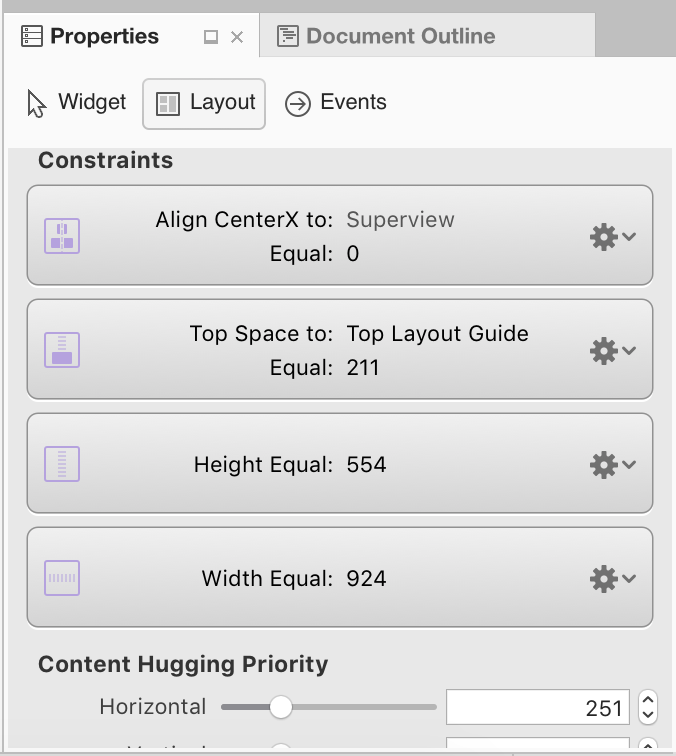 Properties
Document Outline
Widget
Layout
Events
Constraints
Align CenterX to: Superview
Equal: 0
Top Space to: Top Layout Guide
Equal: 211
Height Equal: 554
Width Equal: 924
Content Hugging Priority
Horizontal 251